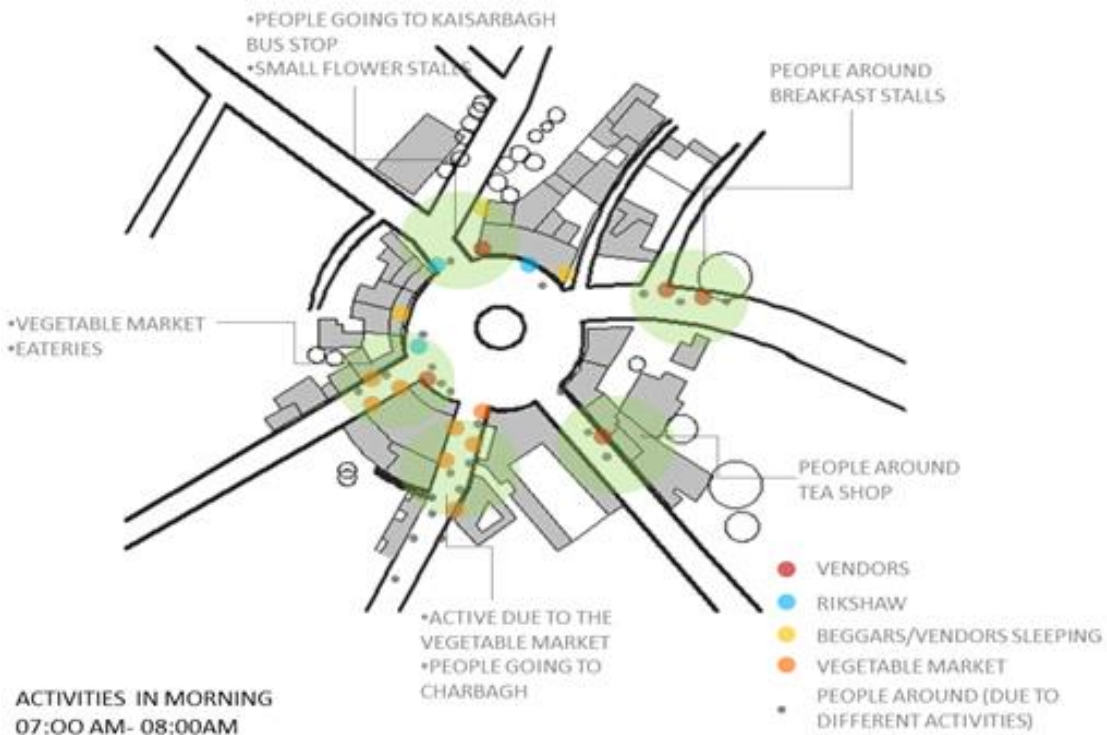 •PEOPLE GOING TO KAISARBAGH
BUS STOP
•SMALL FLOWER STALLS
PEOPLE AROUND
BREAKFAST STALLS
•VEGETABLE MARKET
•EATERIES
PEOPLE AROUND
TEA SHOP
•ACTIVE DUE TO THE
VEGETABLE MARKET
•PEOPLE GOING TO
CHARBAGH
VENDORS
RIKSHAW
BEGGARS/VENDORS SLEEPING
VEGETABLE MARKET
PEOPLE AROUND (DUE TO
DIFFERENT ACTIVITIES)
ACTIVITIES IN MORNING
07:OO AM- 08:00AM